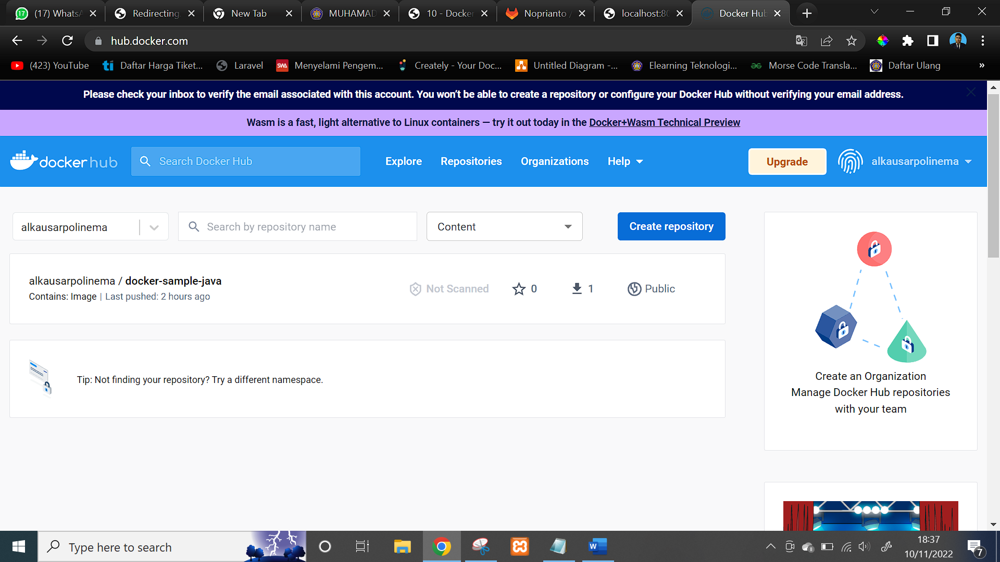 (17) WhatsA
Redirecting
New Tab
MUHAMAD
10 - Docker
Noprianto /
localhost:80
Docker Hub
hub.docker.com
(423) YouTube
Daftar Harga Tiket...
Laravel
Menyelami Pengem...
Creately - Your Doc...
Untitled Diagram -...
Elearning Teknologi...
Morse Code Transla...
Daftar Ulang
»
Please check your inbox to verify the email associated with this account. You won't be able to create a repository or configure your Docker Hub without verifying your email address.
Wasm is a fast, light alternative to Linux containers — try it out today in the Docker+Wasm Technical Preview
docker hub
Search Docker Hub
Explore
Repositories
Organizations
Help
Upgrade
alkausarpolinema
alkausarpolinema
Search by repository name
Content
Create repository
alkausarpolinema / docker-sample-java
Contains: Image | Last pushed: 2 hours ago
Not Scanned
0
1
Public
Tip: Not finding your repository? Try a different namespace.
Create an Organization
Manage Docker Hub repositories
with your team
Type here to search
18:37
10/11/2022
7